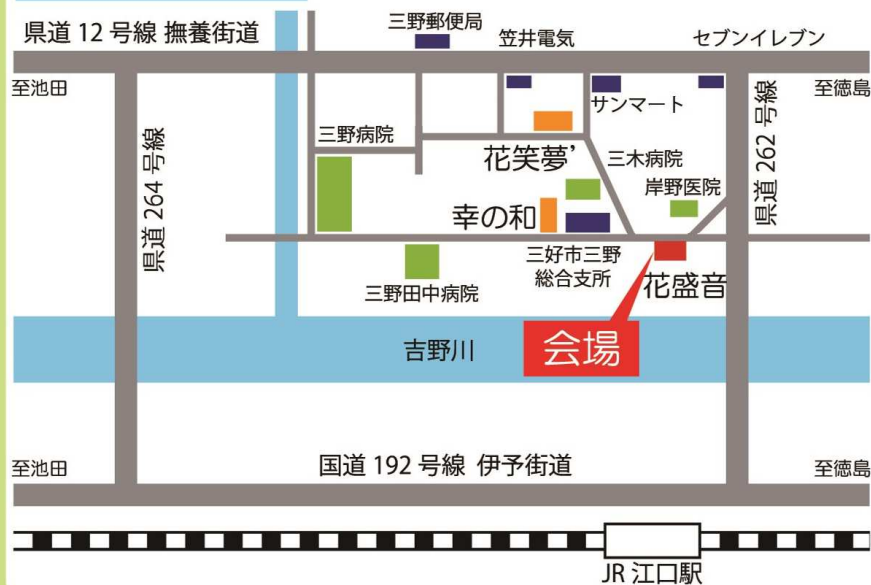 県道 12 号線 撫養街道
三野郵便局
笠井電気
セブンイレブン
至池田
サンマート
至徳島
三野病院
県道 264 号線
県道 262 号線
花笑夢’
三木病院
岸野医院
幸の和
三好市三野
総合支所
花盛音
三野田中病院
吉野川
会場
至池田
国道 192 号線 伊予街道
至徳島
JR 江口駅